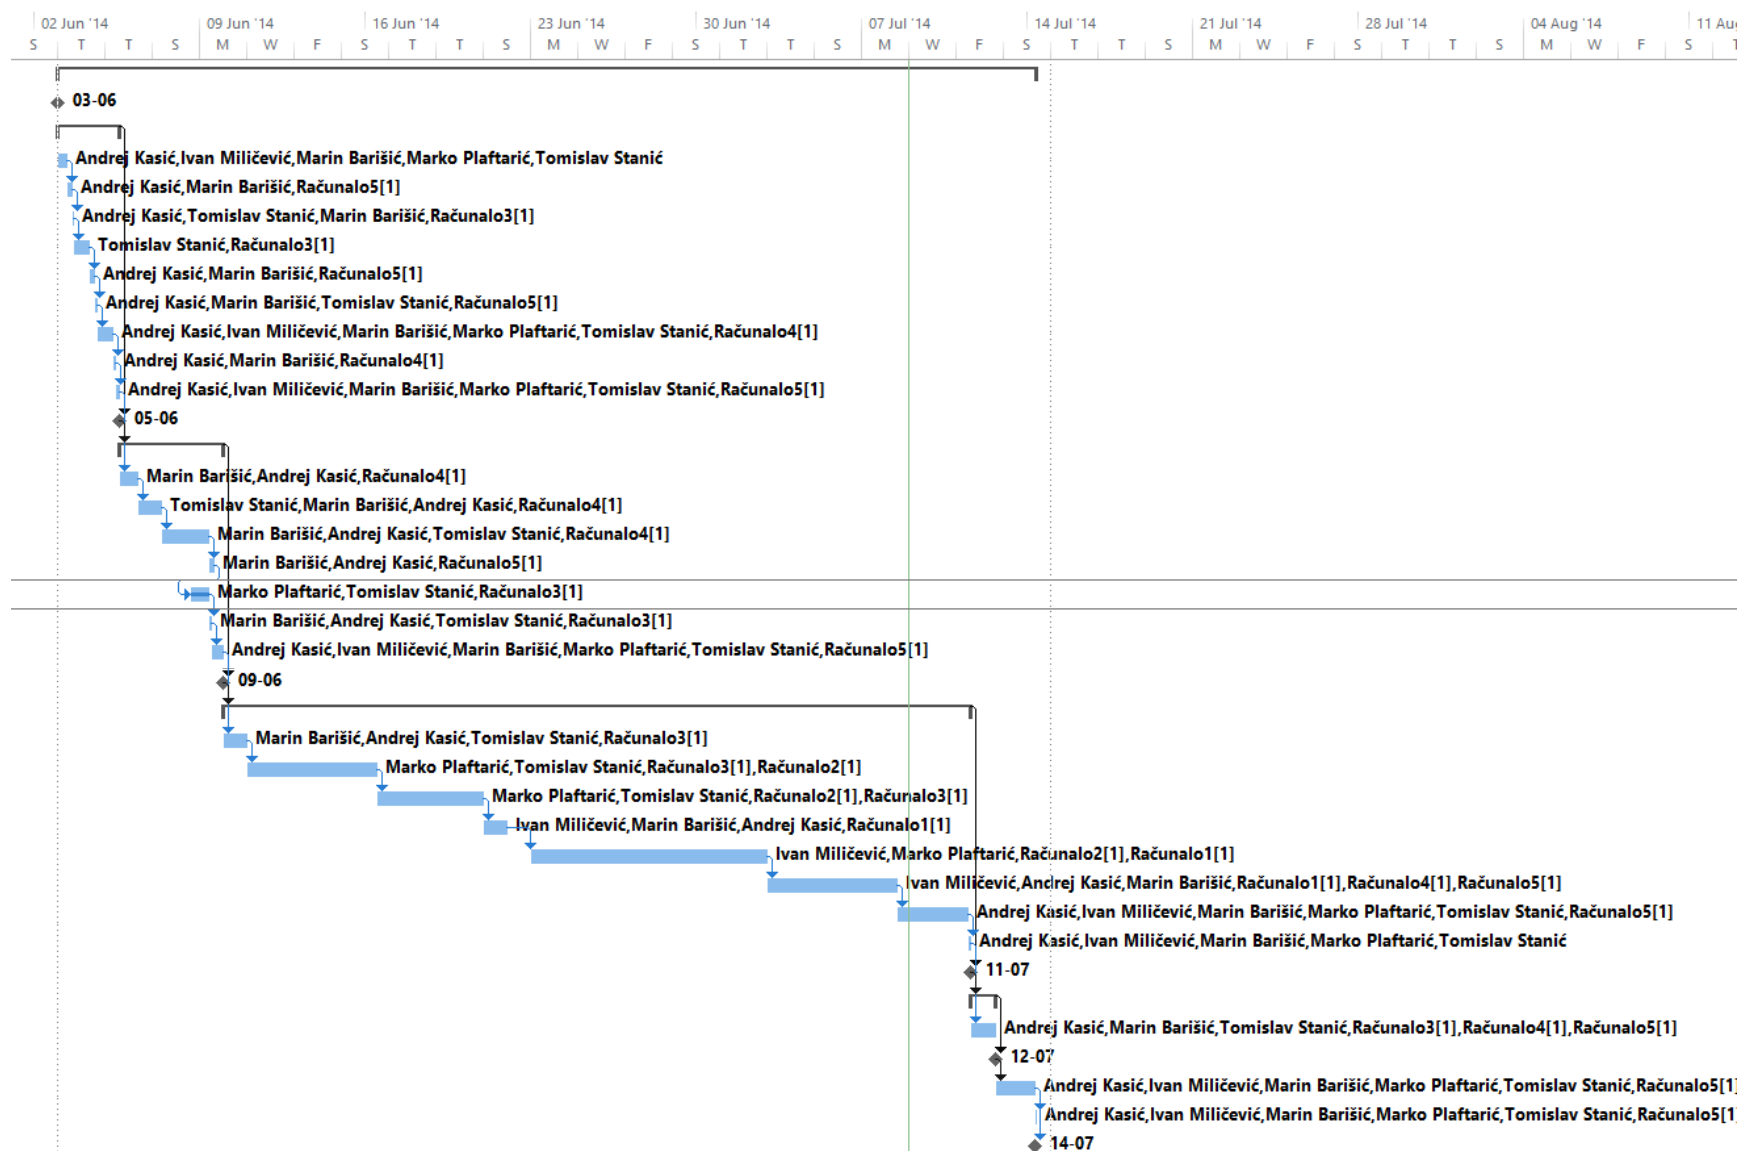 02 Jun '14 09 Jun '14 16 Jun '14 23 Jun '14 30 Jun '14 07 Jul '14 14 Jul '14 21 Jul '14 28 Jul '14 04 Aug '14 11 Aug
S T T S M W F S T T S M W F S T T S M W F S T T S M W F S T T S M W F S T
03-06
Andrej Kasić,Ivan Miličević,Marin Barišić,Marko Plaftarić,Tomislav Stanić
Andrej Kasić,Marin Barišić,Računalo5[1]
Andrej Kasić,Tomislav Stanić,Marin Barišić,Računalo3[1]
Tomislav Stanić,Računalo3[1]
Andrej Kasić,Marin Barišić,Računalo5[1]
Andrej Kasić,Marin Barišić,Tomislav Stanić,Računalo5[1]
Andrej Kasić,Ivan Miličević,Marin Barišić,Marko Plaftarić,Tomislav Stanić,Računalo4[1]
Andrej Kasić,Marin Barišić,Računalo4[1]
Andrej Kasić,Ivan Miličević,Marin Barišić,Marko Plaftarić,Tomislav Stanić,Računalo5[1]
05-06
Marin Barišić,Andrej Kasić,Računalo4[1]
Tomislav Stanić,Marin Barišić,Andrej Kasić,Računalo4[1]
Marin Barišić,Andrej Kasić,Tomislav Stanić,Računalo4[1]
Marin Barišić,Andrej Kasić,Računalo5[1]
Marko Plaftarić,Tomislav Stanić,Računalo3[1]
Marin Barišić,Andrej Kasić,Tomislav Stanić,Računalo3[1]
Andrej Kasić,Ivan Miličević,Marin Barišić,Marko Plaftarić,Tomislav Stanić,Računalo5[1]
09-06
Marin Barišić,Andrej Kasić,Tomislav Stanić,Računalo3[1]
Marko Plaftarić,Tomislav Stanić,Računalo3[1],Računalo2[1]
Marko Plaftarić,Tomislav Stanić,Računalo2[1],Računalo3[1]
Ivan Miličević,Marin Barišić,Andrej Kasić,Računalo1[1]
Ivan Miličević,Marko Plaftarić,Računalo2[1],Računalo1[1]
Ivan Miličević,Andrej Kasić,Marin Barišić,Računalo1[1],Računalo4[1],Računalo5[1]
Andrej Kasić,Ivan Miličević,Marin Barišić,Marko Plaftarić,Tomislav Stanić,Računalo5[1]
Andrej Kasić,Ivan Miličević,Marin Barišić,Marko Plaftarić,Tomislav Stanić
11-07
Andrej Kasić,Marin Barišić,Tomislav Stanić,Računalo3[1],Računalo4[1],Računalo5[1]
12-07
Andrej Kasić,Ivan Miličević,Marin Barišić,Marko Plaftarić,Tomislav Stanić,Računalo5[1]
Andrej Kasić,Ivan Miličević,Marin Barišić,Marko Plaftarić,Tomislav Stanić,Računalo5[1
14-07